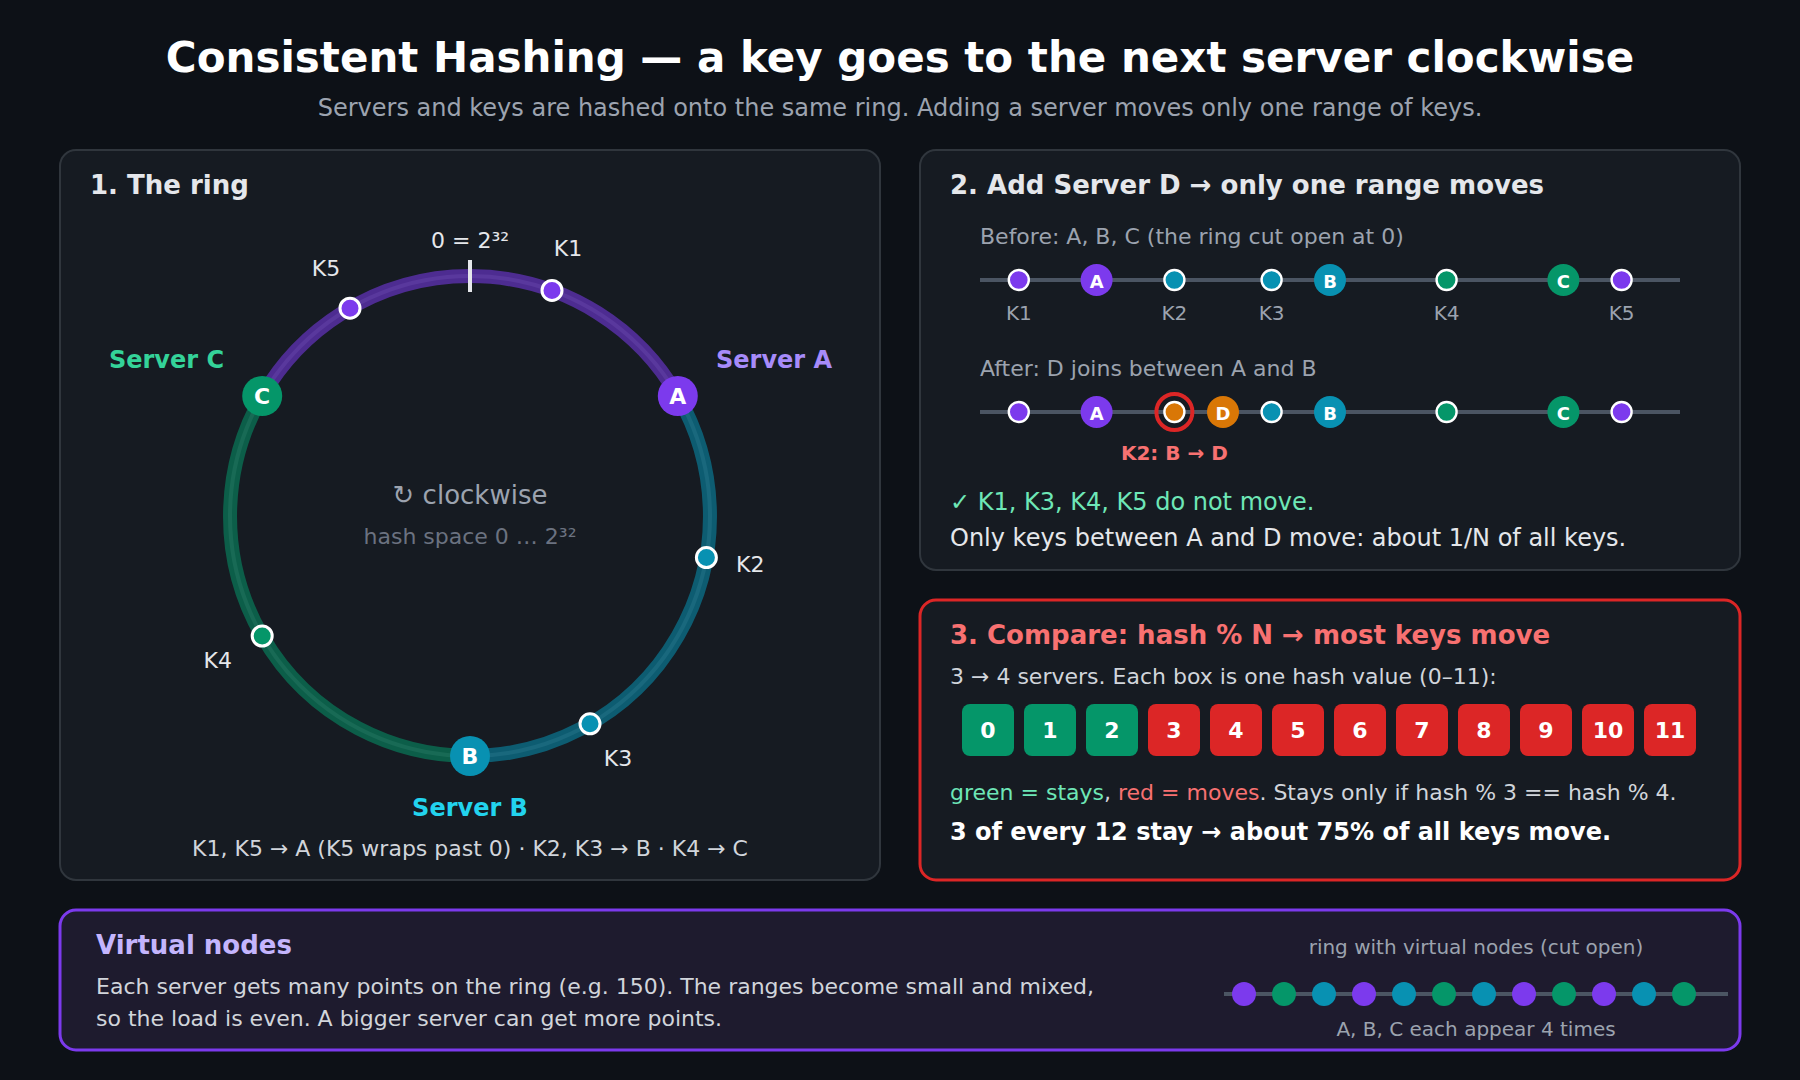 Consistent Hashing — a key goes to the next server clockwise
Servers and keys are hashed onto the same ring. Adding a server moves only one range of keys.
1. The ring
0 = 2³²
K1
K5
Server C
Server A
C
A
↻ clockwise
hash space 0 … 2³²
K2
K4
K3
B
Server B
K1, K5 → A (K5 wraps past 0) · K2, K3 → B · K4 → C
2. Add Server D → only one range moves
Before: A, B, C (the ring cut open at 0)
A B C
K1 K2 K3 K4 K5
After: D joins between A and B
A D B C
K2: B → D
✓ K1, K3, K4, K5 do not move.
Only keys between A and D move: about 1/N of all keys.
3. Compare: hash % N → most keys move
3 → 4 servers. Each box is one hash value (0–11):
0 1 2 3 4 5 6 7 8 9 10 11
green = stays, red = moves. Stays only if hash % 3 == hash % 4.
3 of every 12 stay → about 75% of all keys move.
Virtual nodes
Each server gets many points on the ring (e.g. 150). The ranges become small and mixed,
so the load is even. A bigger server can get more points.
ring with virtual nodes (cut open)
A, B, C each appear 4 times